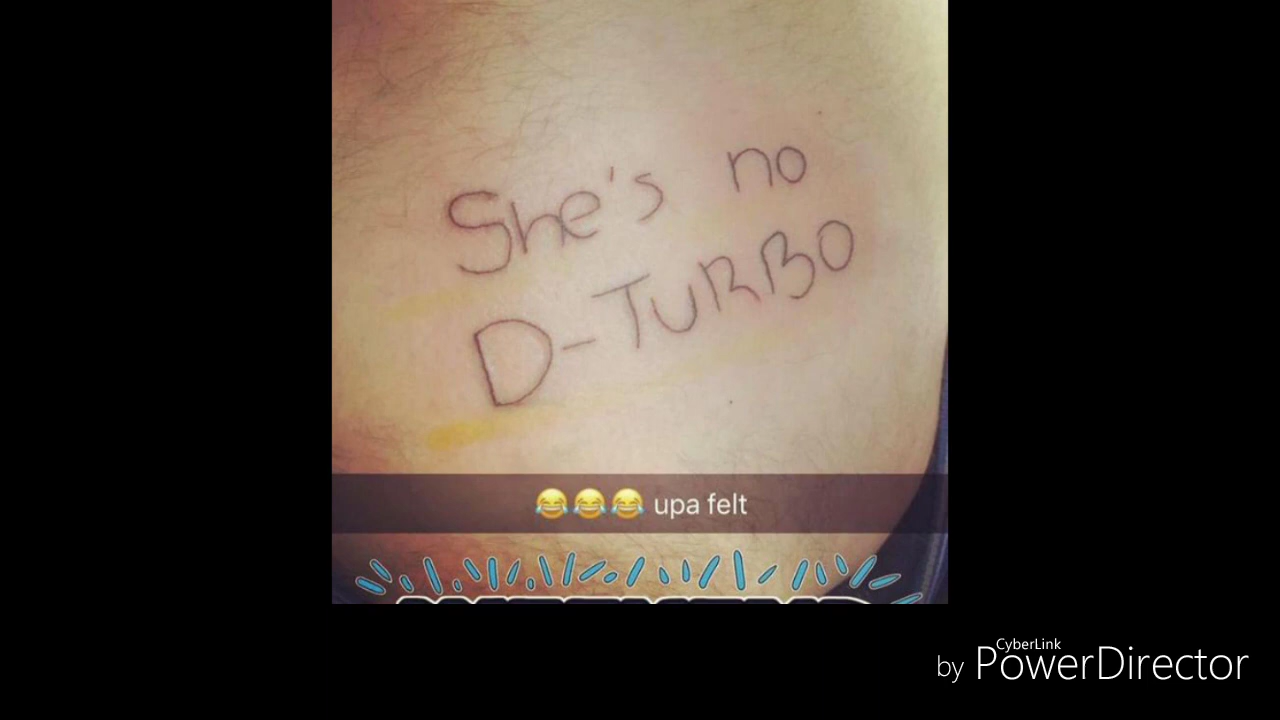 She's no
D-TURBO
😂😂😂 upa felt
CyberLink
by PowerDirector